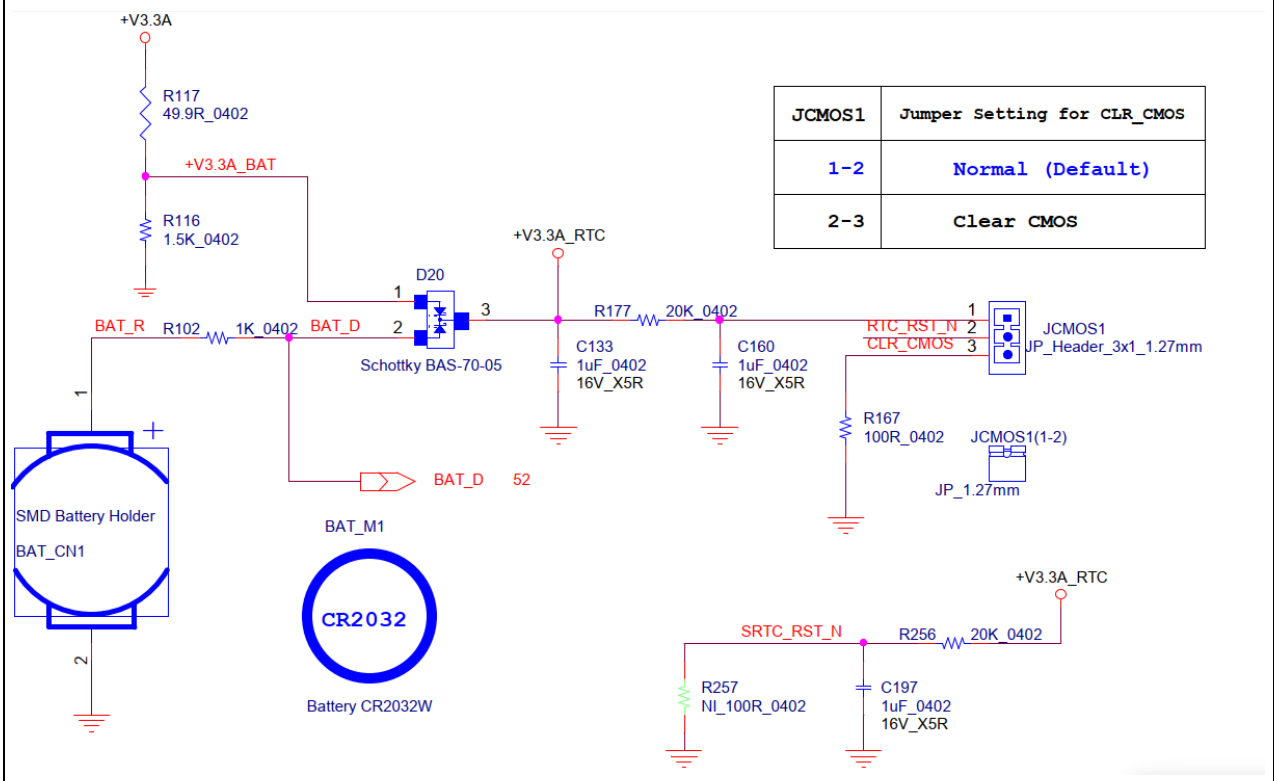 +V3.3A
R117
49.9R_0402
+V3.3A_BAT
R116
1.5K_0402
JCMOS1 Jumper Setting for CLR_CMOS
1-2 Normal (Default)
2-3 Clear CMOS
+V3.3A_RTC
D20
1
2
3
Schottky BAS-70-05
BAT_R
R102
1K_0402
BAT_D
R177
20K_0402
C133
1uF_0402
16V_X5R
C160
1uF_0402
16V_X5R
1
RTC_RST_N 2
CLR_CMOS 3
JCMOS1
JP_Header_3x1_1.27mm
R167
100R_0402
JCMOS1(1-2)
JP_1.27mm
1
+
SMD Battery Holder
BAT_CN1
2
BAT_D 52
BAT_M1
CR2032
Battery CR2032W
+V3.3A_RTC
SRTC_RST_N
R256
20K_0402
R257
NI_100R_0402
C197
1uF_0402
16V_X5R